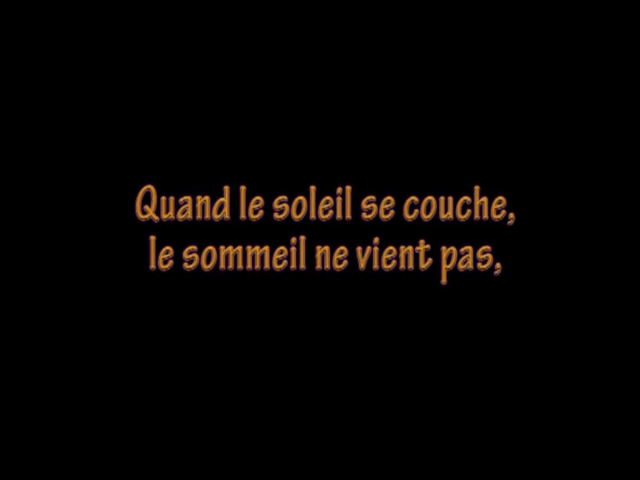 Quand le soleil se couche,
le sommeil ne vient pas,